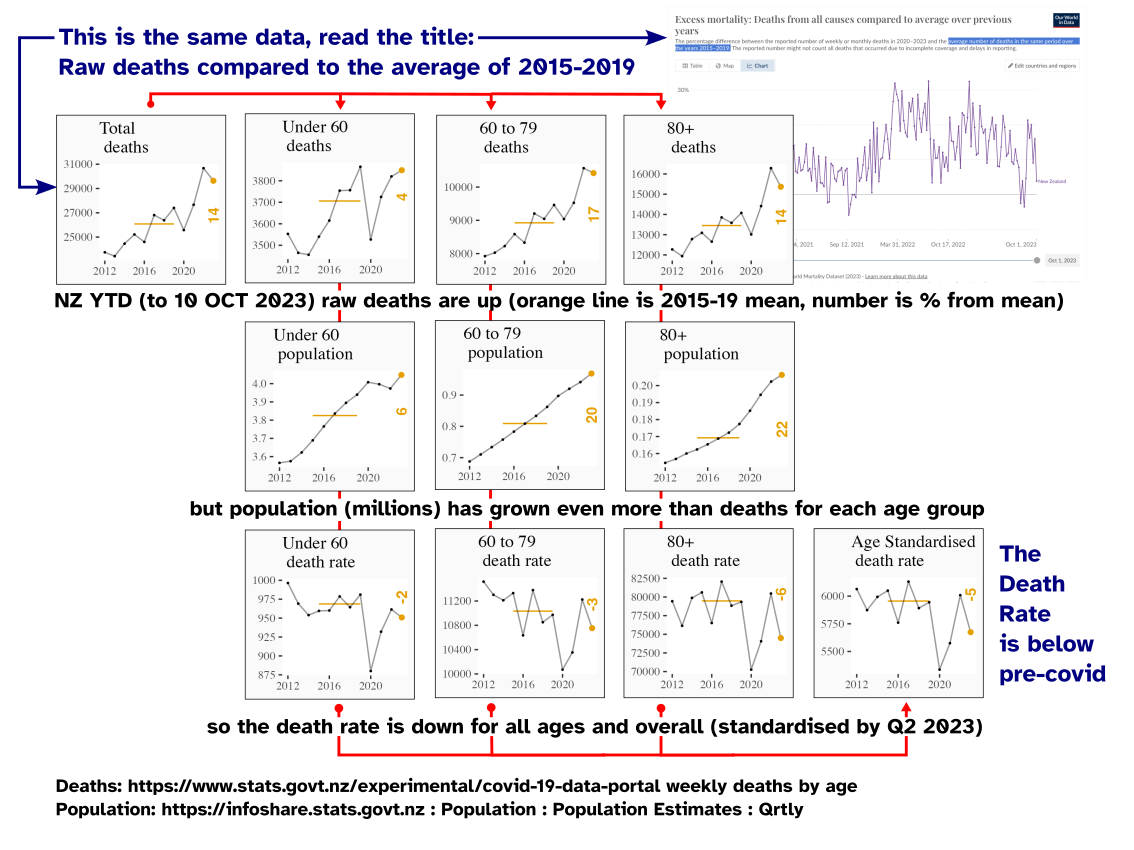 This is the same data, read the title:
Raw deaths compared to the average of 2015-2019
Excess mortality: Deaths from all causes compared to average over previous
years
Our World
in Data
The percentage difference between the reported number of weekly or monthly deaths in 2020–2023 and the average number of deaths in the same period over
the years 2015–2019. The reported number might not count all deaths that occurred due to incomplete coverage and delays in reporting.
Table
Map
Chart
Edit countries and regions
30%
New Zealand
4, 2021
Sep 12, 2021
Mar 31, 2022
Oct 17, 2022
Oct 1, 2023
Oct 1, 2023
orld Mortality Dataset (2023) - Learn more about this data
Total
deaths
31000
29000
27000
25000
14
2012 2016 2020
Under 60
deaths
3800
3700
3600
3500
4
2012 2016 2020
60 to 79
deaths
10000
9000
8000
17
2012 2016 2020
80+
deaths
16000
15000
14000
13000
12000
14
2012 2016 2020
NZ YTD (to 10 OCT 2023) raw deaths are up (orange line is 2015-19 mean, number is % from mean)
Under 60
population
4.0
3.9
3.8
3.7
3.6
6
2012 2016 2020
60 to 79
population
0.9
0.8
0.7
20
2012 2016 2020
80+
population
0.20
0.19
0.18
0.17
0.16
22
2012 2016 2020
but population (millions) has grown even more than deaths for each age group
Under 60
death rate
1000
975
950
925
900
875
-2
2012 2016 2020
60 to 79
death rate
11200
10800
10400
10000
-3
2012 2016 2020
80+
death rate
82500
80000
77500
75000
72500
70000
-6
2012 2016 2020
Age Standardised
death rate
6000
5750
5500
-5
2012 2016 2020
The
Death
Rate
is below
pre-covid
so the death rate is down for all ages and overall (standardised by Q2 2023)
Deaths: https://www.stats.govt.nz/experimental/covid-19-data-portal weekly deaths by age
Population: https://infoshare.stats.govt.nz : Population : Population Estimates : Qrtly